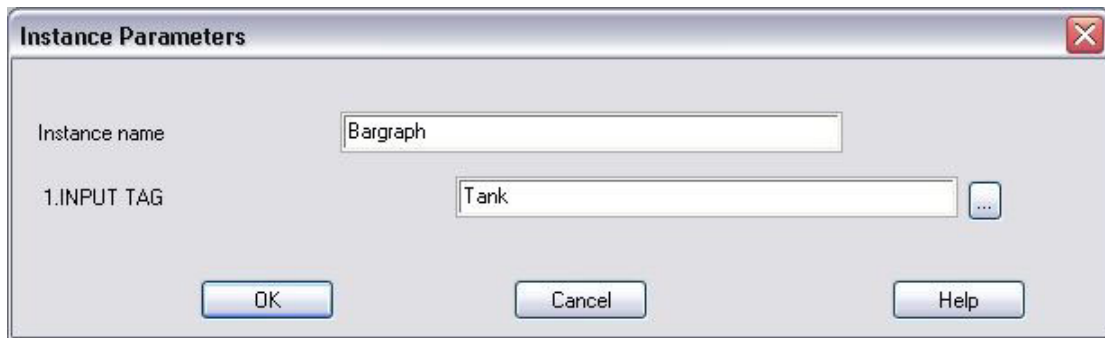 Instance Parameters
Instance name Bargraph
1.INPUT TAG Tank ...
OK Cancel Help